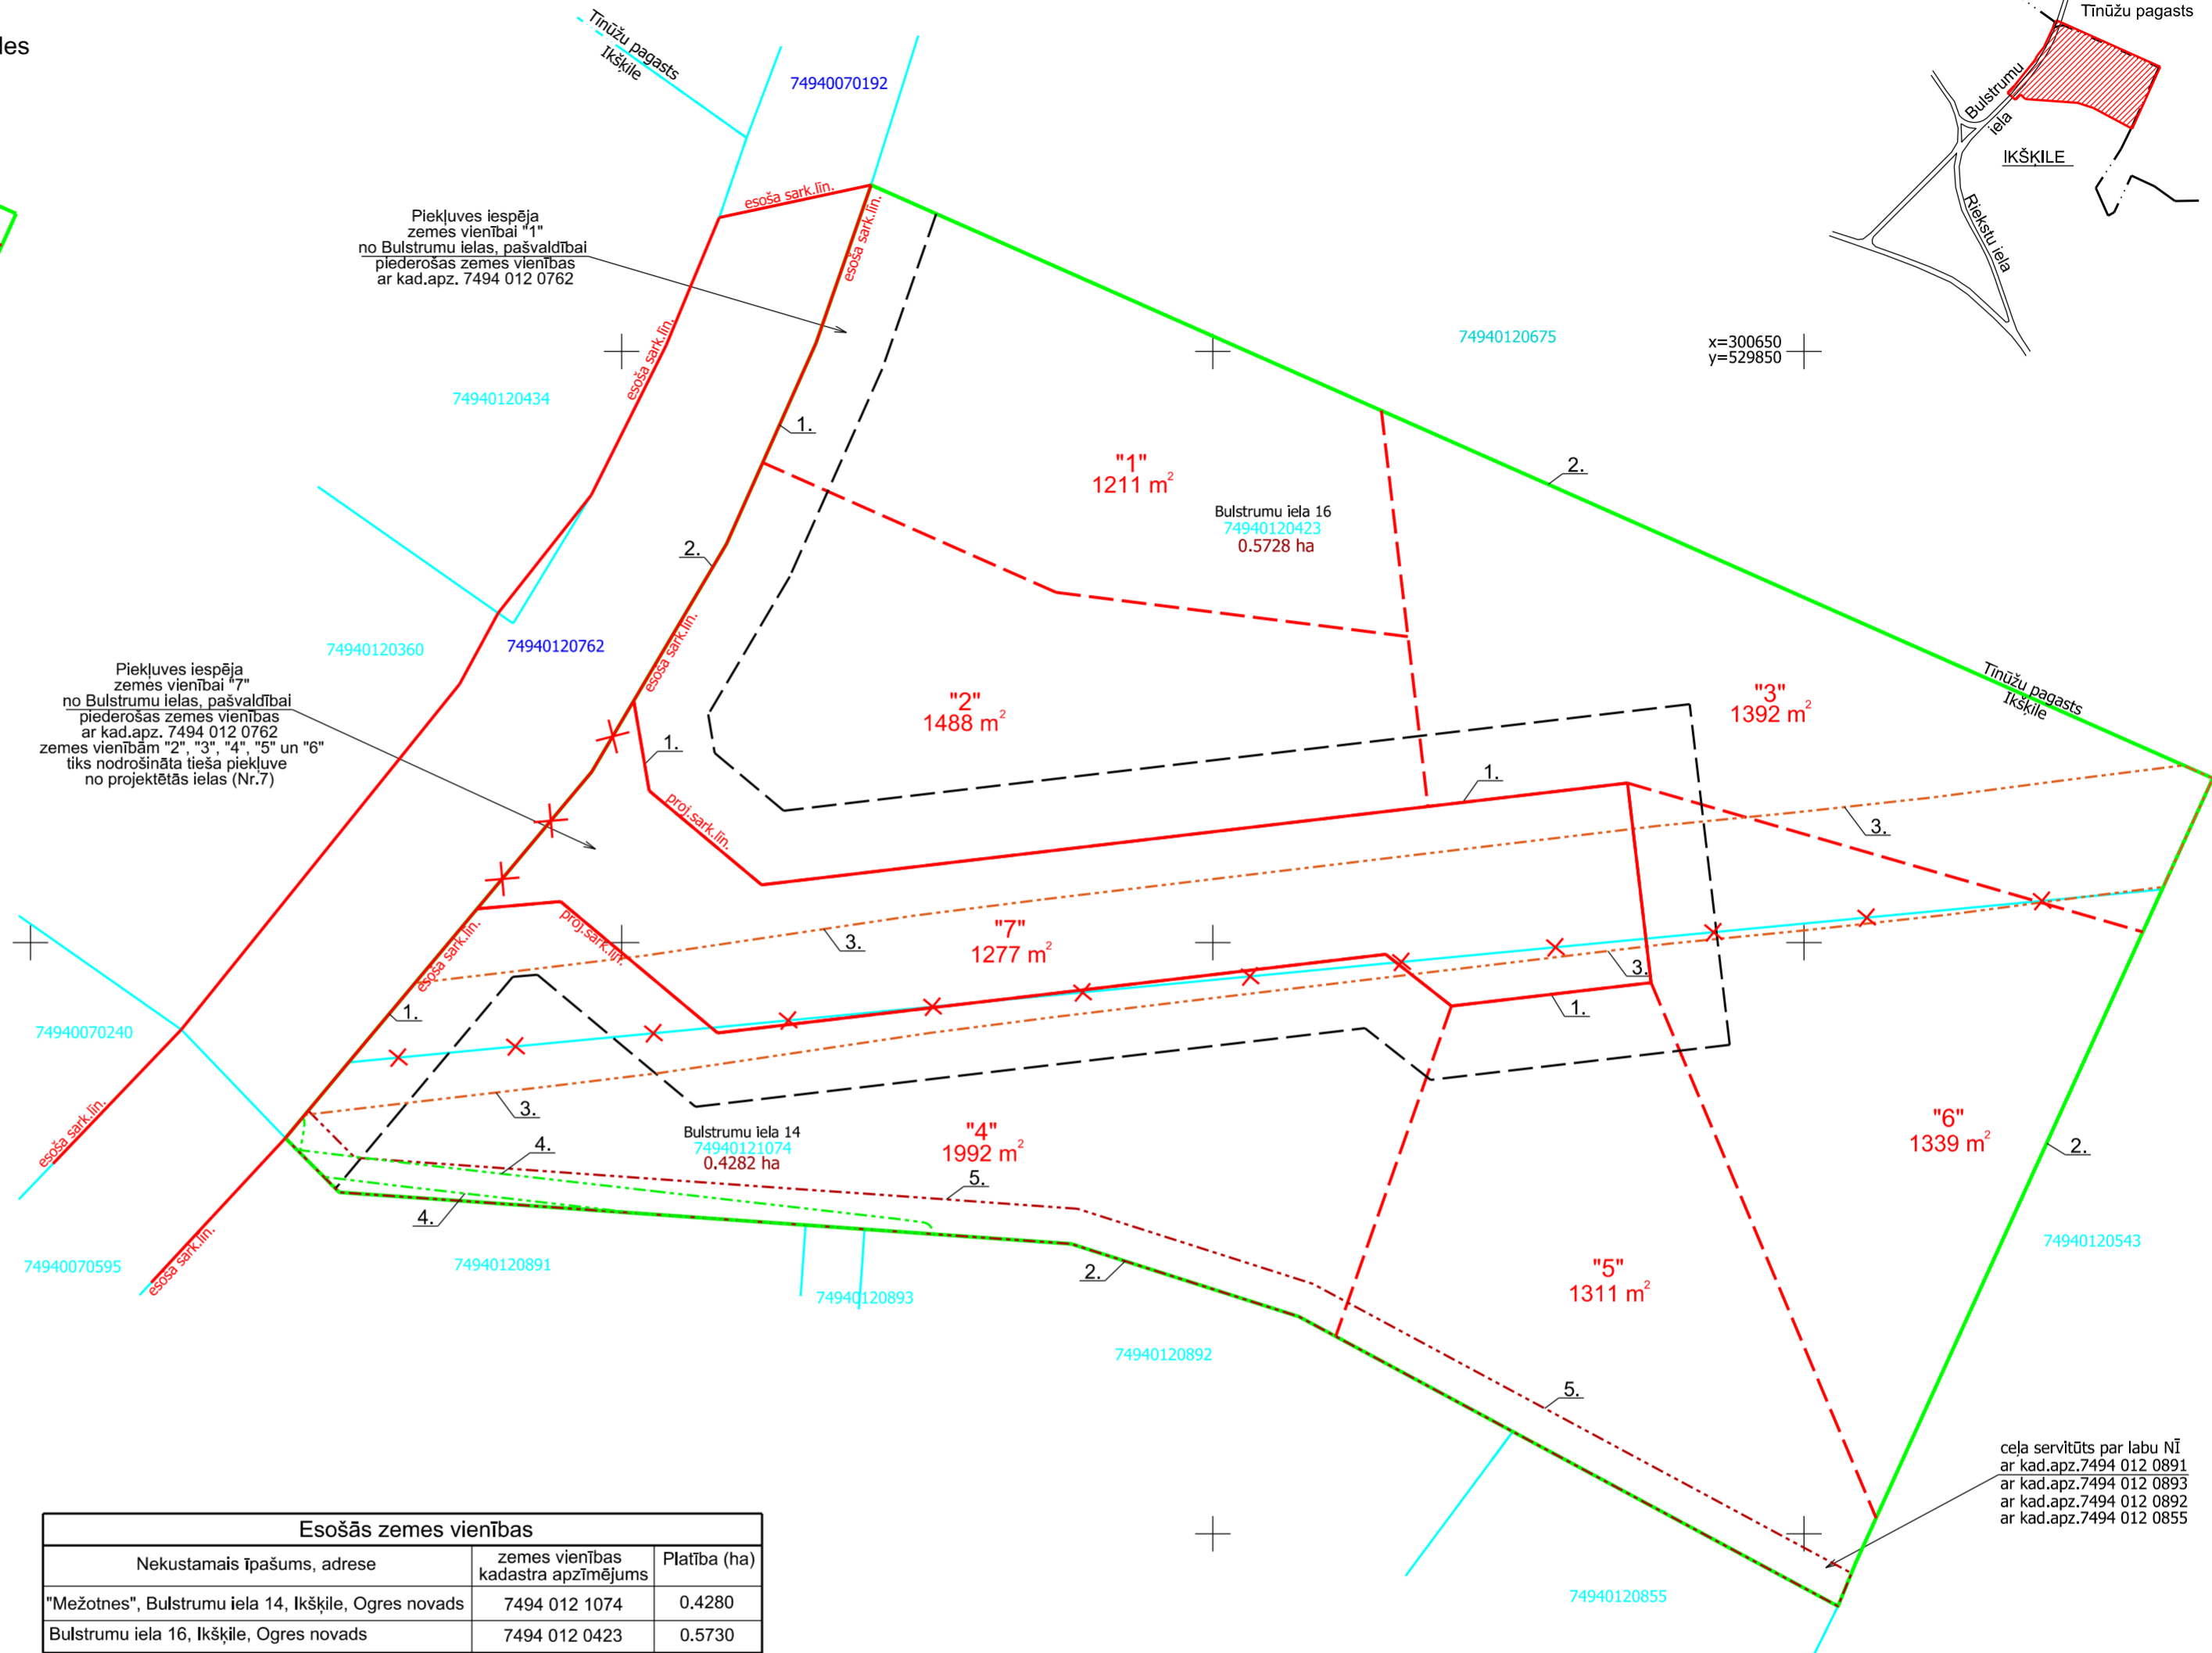 les
Tīnūžu pagasts
Ikšķile
74940070192
Tīnūžu pagasts
Bulstrumu
iela
IKŠĶILE
Riekstu iela
esoša sark.līn.
esoša sark.līn.
esoša sark.līn.
Piekļuves iespēja
zemes vienībai "1"
no Bulstrumu ielas, pašvaldībai
piederošas zemes vienības
ar kad.apz. 7494 012 0762
74940120675
x=300650
y=529850
74940120434
1.
"1"
1211 m²
2.
Bulstrumu iela 16
74940120423
0.5728 ha
2.
74940120360
74940120762
esoša sark.līn.
Piekļuves iespēja
zemes vienībai "7"
no Bulstrumu ielas, pašvaldībai
piederošas zemes vienības
ar kad.apz. 7494 012 0762
zemes vienībām "2", "3", "4", "5" un "6"
tiks nodrošināta tieša piekļuve
no projektētās ielas (Nr.7)
"2"
1488 m²
"3"
1392 m²
Tīnūžu pagasts
Ikšķile
1.
1.
proj.sark.līn.
3.
proj.sark.līn.
esoša sark.līn.
3.
"7"
1277 m²
3.
1.
1.
74940070240
3.
esoša sark.līn.
Bulstrumu iela 14
74940121074
0.4282 ha
"4"
1992 m²
4.
5.
4.
"6"
1339 m²
2.
74940070595
esoša sark.līn.
74940120891
74940120893
2.
"5"
1311 m²
74940120543
74940120892
5.
ceļa servitūts par labu NĪ
ar kad.apz.7494 012 0891
ar kad.apz.7494 012 0893
ar kad.apz.7494 012 0892
ar kad.apz.7494 012 0855
74940120855
Esošās zemes vienības
Nekustamais īpašums, adrese
zemes vienības
kadastra apzīmējums
Platība (ha)
"Mežotnes", Bulstrumu iela 14, Ikšķile, Ogres novads
7494 012 1074
0.4280
Bulstrumu iela 16, Ikšķile, Ogres novads
7494 012 0423
0.5730